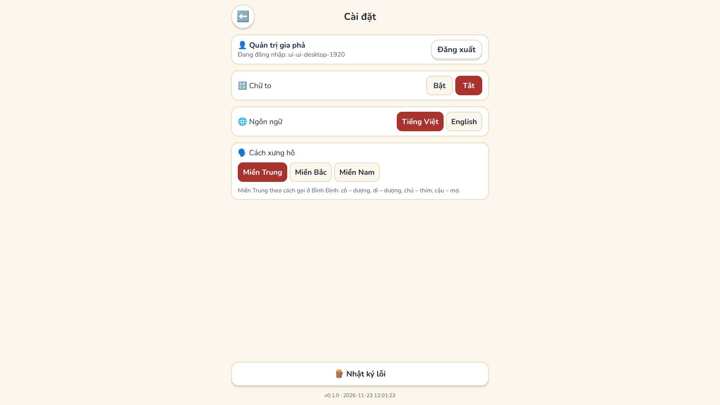 Cài đặt
Quản trị gia phả
Đang đăng nhập: ui-ui-desktop-1920
Đăng xuất
Chữ to
Bật
Tắt
Ngôn ngữ
Tiếng Việt
English
Cách xưng hô
Miền Trung
Miền Bắc
Miền Nam
Miền Trung theo cách gọi ở Bình Định: cô – dượng, dì – dượng, chú – thím, cậu – mợ.
Nhật ký lỗi
v0.1.0 · 2026-11-23 12:01:23